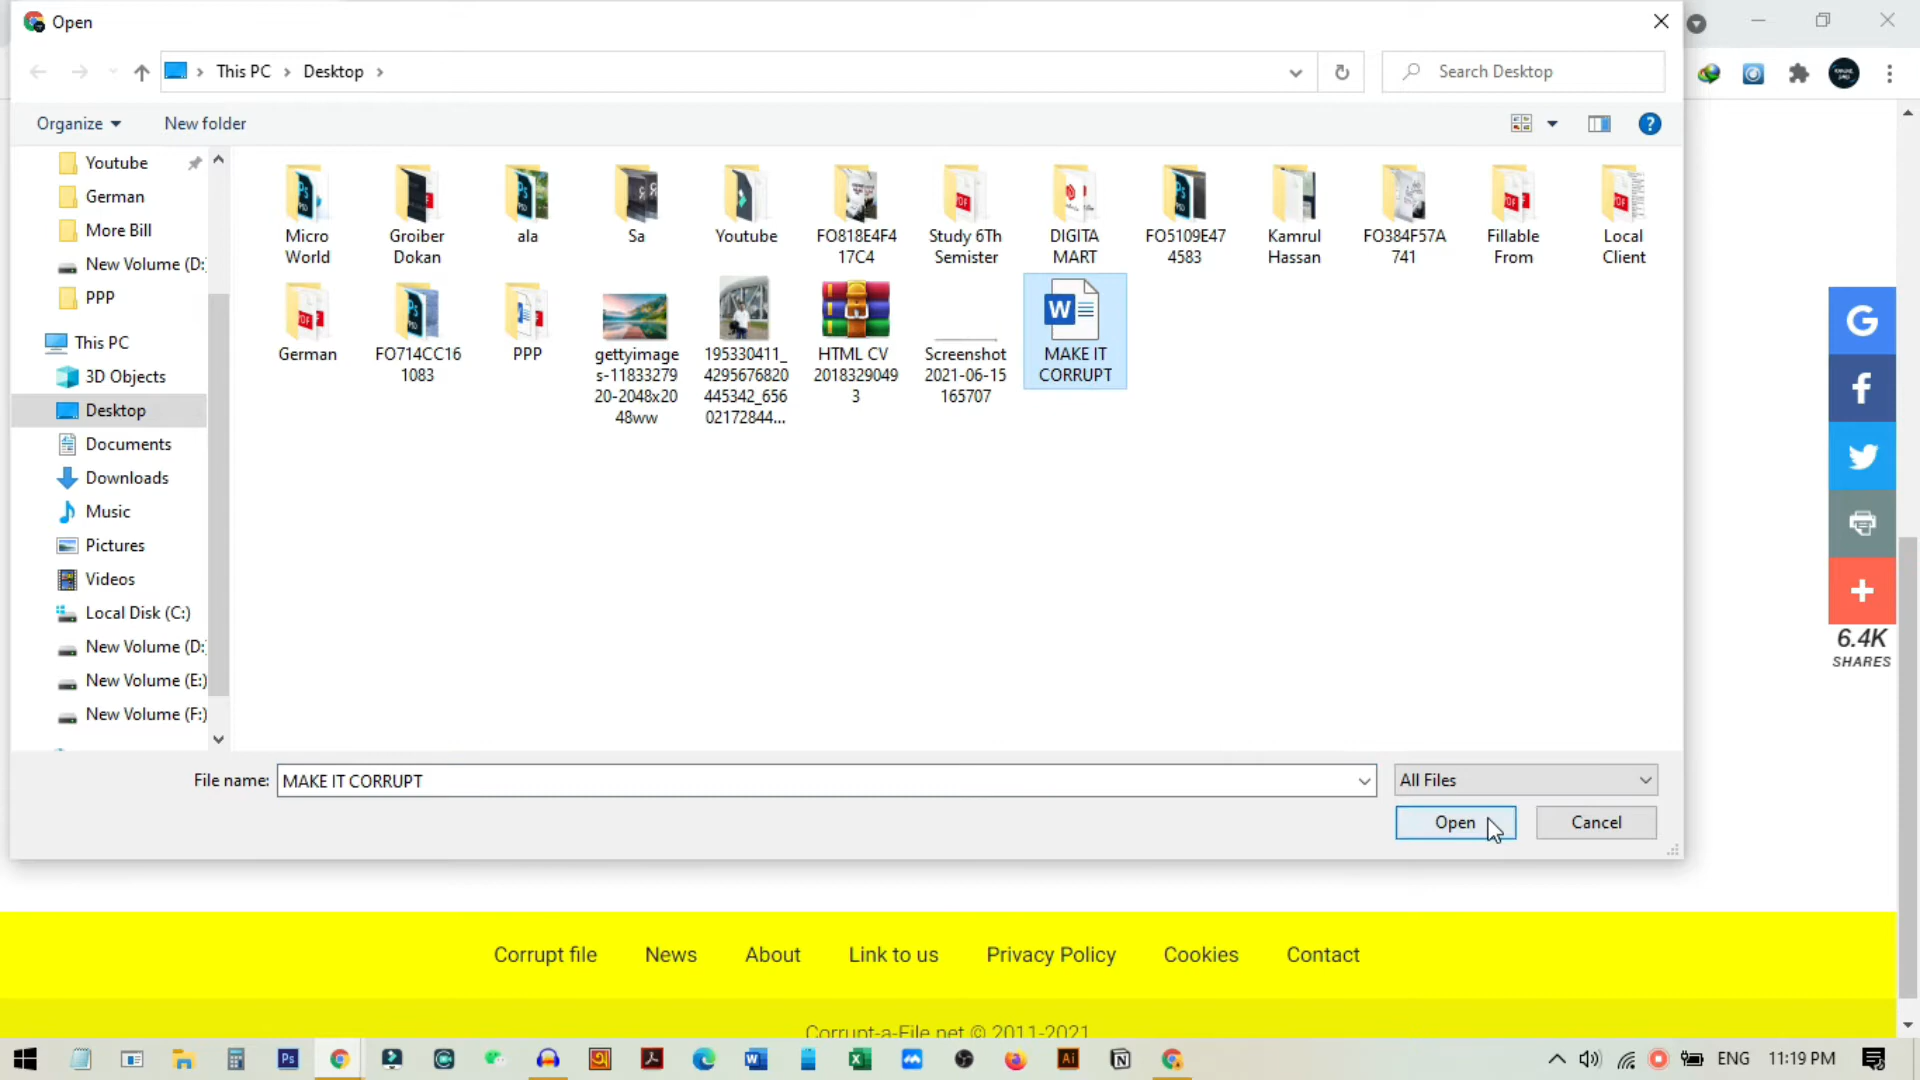 Open
This PC
Desktop
Search Desktop
Organize
New folder
Youtube
German
More Bill
New Volume (D:
PPP
This PC
3D Objects
Desktop
Documents
Downloads
Music
Pictures
Videos
Local Disk (C:)
New Volume (D:
New Volume (E:)
New Volume (F:)
Micro
World
Groiber
Dokan
ala
Sa
Youtube
FO818E4F4
17C4
Study 6Th
Semister
DIGITA
MART
FO5109E47
4583
Kamrul
Hassan
FO384F57A
741
Fillable
From
Local
Client
German
FO714CC16
1083
PPP
gettyimage
s-11833279
20-2048x20
48ww
195330411_
4295676820
445342_656
02172844...
HTML CV
2018329049
3
Screenshot
2021-06-15
165707
MAKE IT
CORRUPT
File name:
MAKE IT CORRUPT
All Files
Open
Cancel
6.4K
SHARES
Corrupt file
News
About
Link to us
Privacy Policy
Cookies
Contact
Corrupt-a-File.net © 2011-2021
ENG
11:19 PM